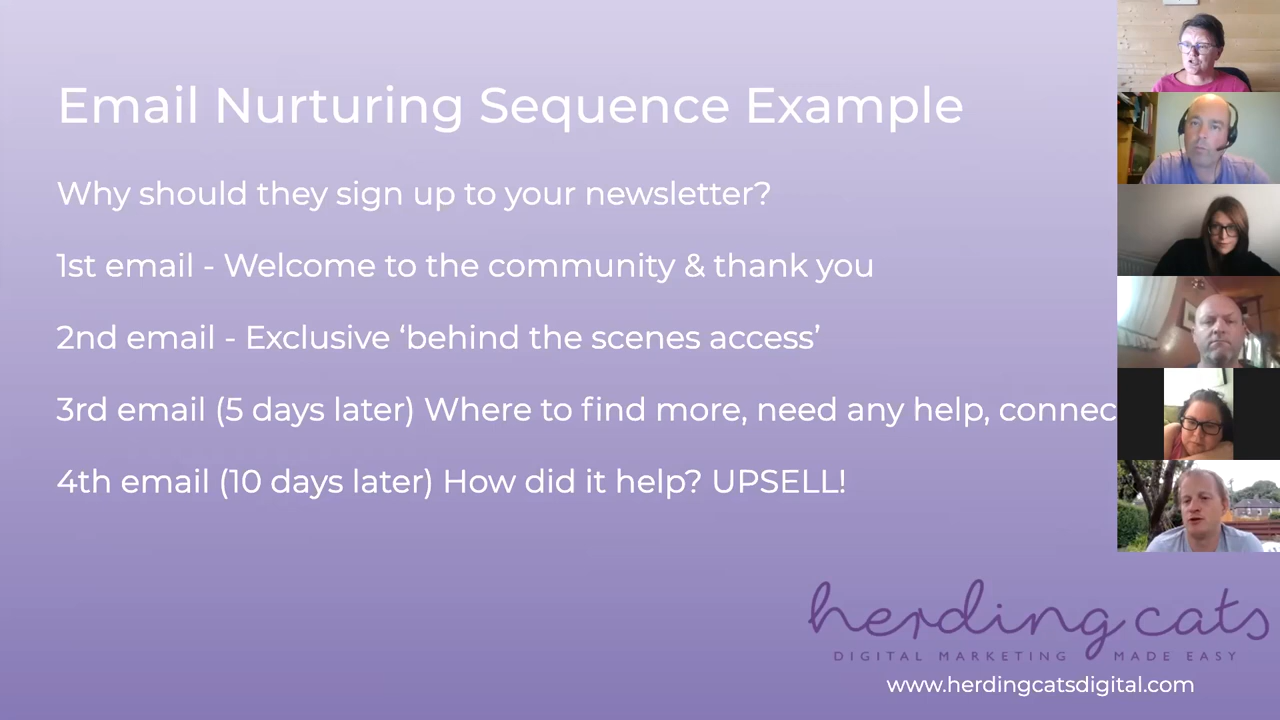 Email Nurturing Sequence Example
Why should they sign up to your newsletter?
1st email - Welcome to the community & thank you
2nd email - Exclusive ‘behind the scenes access’
3rd email (5 days later) Where to find more, need any help, connec
4th email (10 days later) How did it help? UPSELL!
herding cats
DIGITAL MARKETING MADE EASY
www.herdingcatsdigital.com